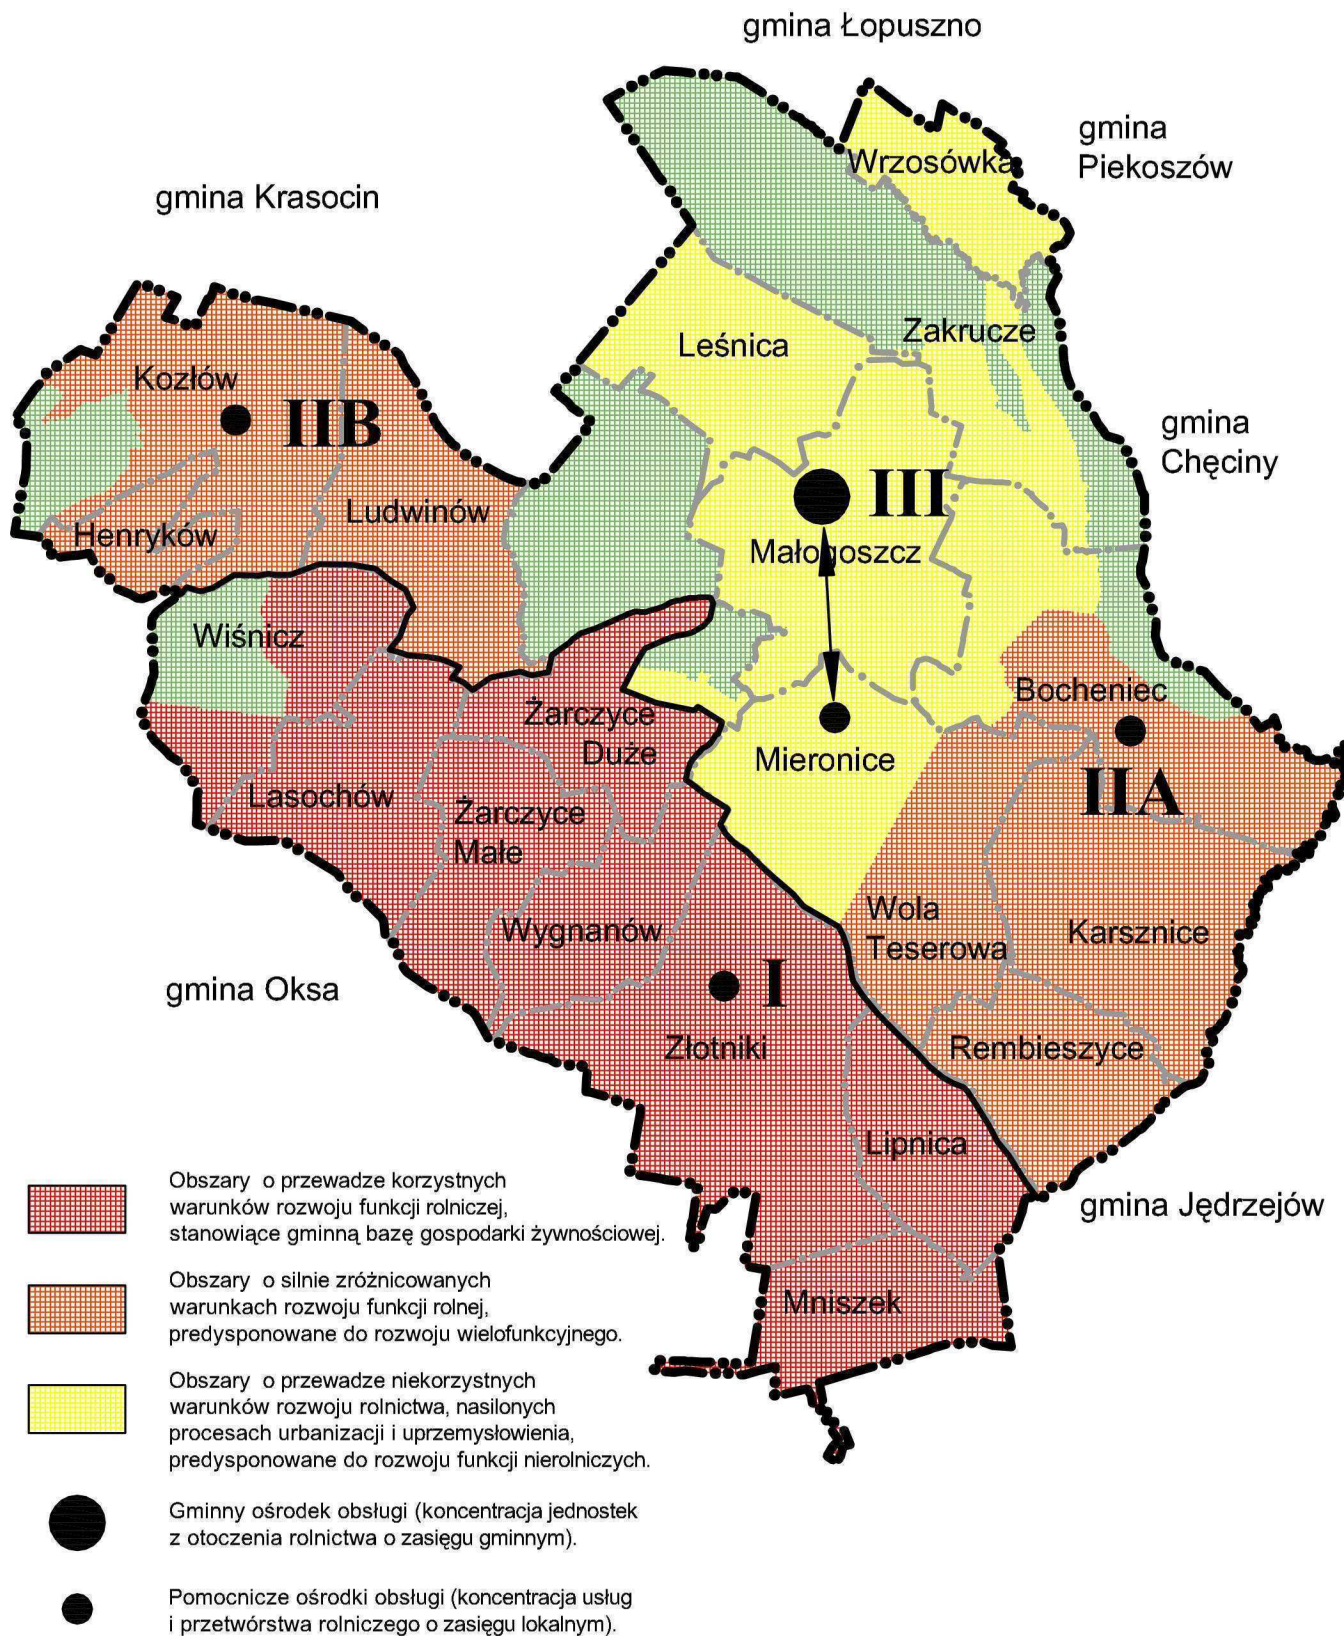 gmina Łopuszno
gmina
Piekoszów
Wrzosówka
gmina Krasocin
Zakrucze
Leśnica
Kozłów
IIB
gmina
Chęciny
III
Ludwinów
Henryków
Małogoszcz
Wiśnicz
Bocheniec
Żarczyce
Duże
Mieronice
IIA
Lasochów
Żarczyce
Małe
Wola
Teserowa
Wygnanów
Karsznice
gmina Oksa
I
Złotniki
Rembieszyce
Lipnica
gmina Jędrzejów
Mniszek
Obszary o przewadze korzystnych
warunków rozwoju funkcji rolniczej,
stanowiące gminną bazę gospodarki żywnościowej.
Obszary o silnie zróżnicowanych
warunkach rozwoju funkcji rolnej,
predysponowane do rozwoju wielofunkcyjnego.
Obszary o przewadze niekorzystnych
warunków rozwoju rolnictwa, nasilonych
procesach urbanizacji i uprzemysłowienia,
predysponowane do rozwoju funkcji nierolniczych.
Gminny ośrodek obsługi (koncentracja jednostek
z otoczenia rolnictwa o zasięgu gminnym).
Pomocnicze ośrodki obsługi (koncentracja usług
i przetwórstwa rolniczego o zasięgu lokalnym).